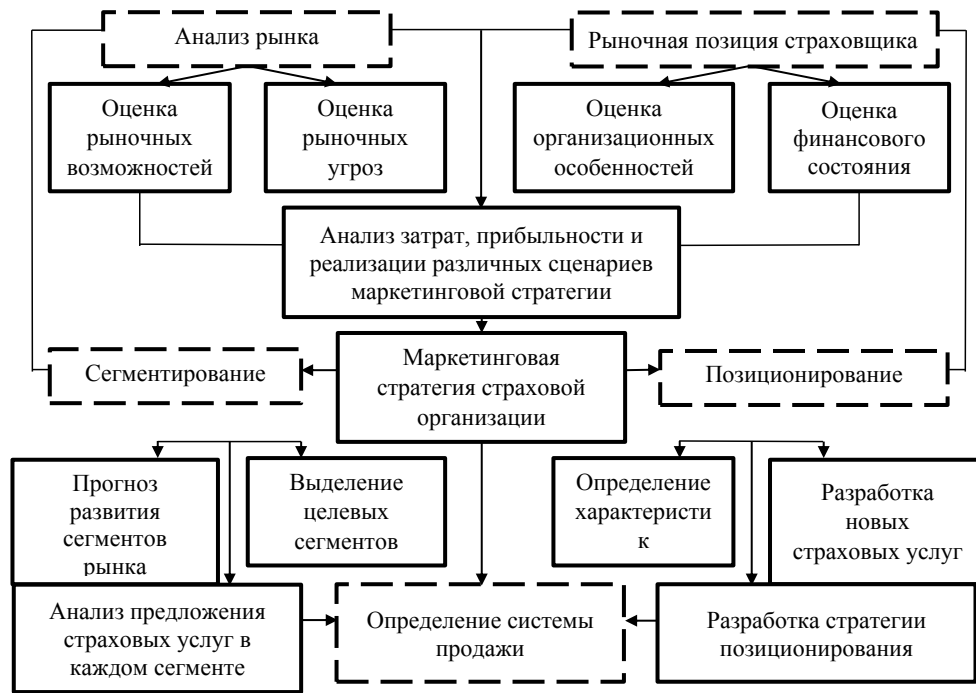 Анализ рынка
Рыночная позиция страховщика
Оценка
рыночных
возможностей
Оценка
рыночных
угроз
Оценка
организационных
особенностей
Оценка
финансового
состояния
Анализ затрат, прибыльности и
реализации различных сценариев
маркетинговой стратегии
Сегментирование
Маркетинговая
стратегия страховой
организации
Позиционирование
Прогноз
развития
сегментов
рынка
Выделение
целевых
сегментов
Определение
характеристи
к
Разработка
новых
страховых услуг
Анализ предложения
страховых услуг в
каждом сегменте
Определение системы
продажи
Разработка стратегии
позиционирования